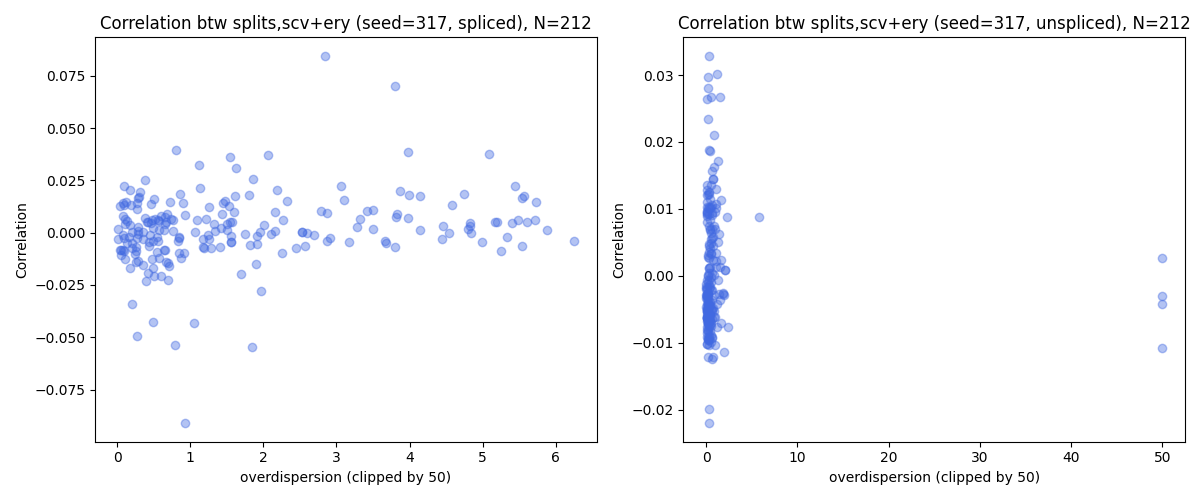 Correlation btw splits,scv+ery (seed=317, spliced), N=212
Correlation
0.075
0.050
0.025
0.000
−0.025
−0.050
−0.075
0 1 2 3 4 5 6
overdispersion (clipped by 50)
Correlation btw splits,scv+ery (seed=317, unspliced), N=212
Correlation
0.03
0.02
0.01
0.00
−0.01
−0.02
0 10 20 30 40 50
overdispersion (clipped by 50)